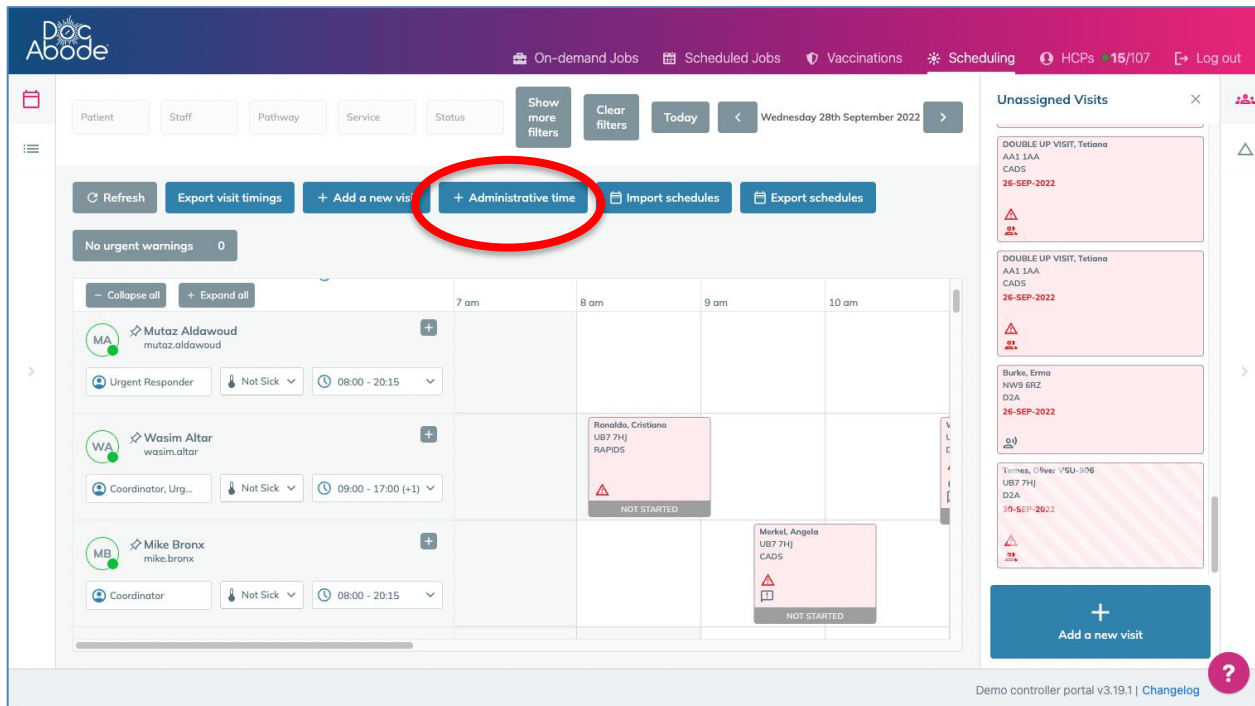 Doc
Abode
On-demand Jobs
Scheduled Jobs
Vaccinations
Scheduling
HCPs 15/107
Log out
Patient
Staff
Pathway
Service
Status
Show more filters
Clear filters
Today
Wednesday 28th September 2022
Refresh
Export visit timings
+ Add a new visit
+ Administrative time
Import schedules
Export schedules
No urgent warnings 0
− Collapse all
+ Expand all
7 am
8 am
9 am
10 am
MA
Mutaz Aldawoud
mutaz.aldawoud
Urgent Responder
Not Sick
08:00 - 20:15
WA
Wasim Altar
wasim.altar
Coordinator, Urg...
Not Sick
09:00 - 17:00 (+1)
Ronaldo, Cristiano
UB7 7HJ
RAPIDS
NOT STARTED
MB
Mike Bronx
mike.bronx
Coordinator
Not Sick
08:00 - 20:15
Merkel, Angela
UB7 7HJ
CADS
NOT STARTED
Unassigned Visits
DOUBLE UP VISIT, Tetiana
AA1 1AA
CADS
26-SEP-2022
DOUBLE UP VISIT, Tetiana
AA1 1AA
CADS
26-SEP-2022
Burke, Erma
NW9 6RZ
D2A
26-SEP-2022
Ternes, Oliver VSU-906
UB7 7HJ
D2A
30-SEP-2022
+
Add a new visit
?
Demo controller portal v3.19.1 | Changelog